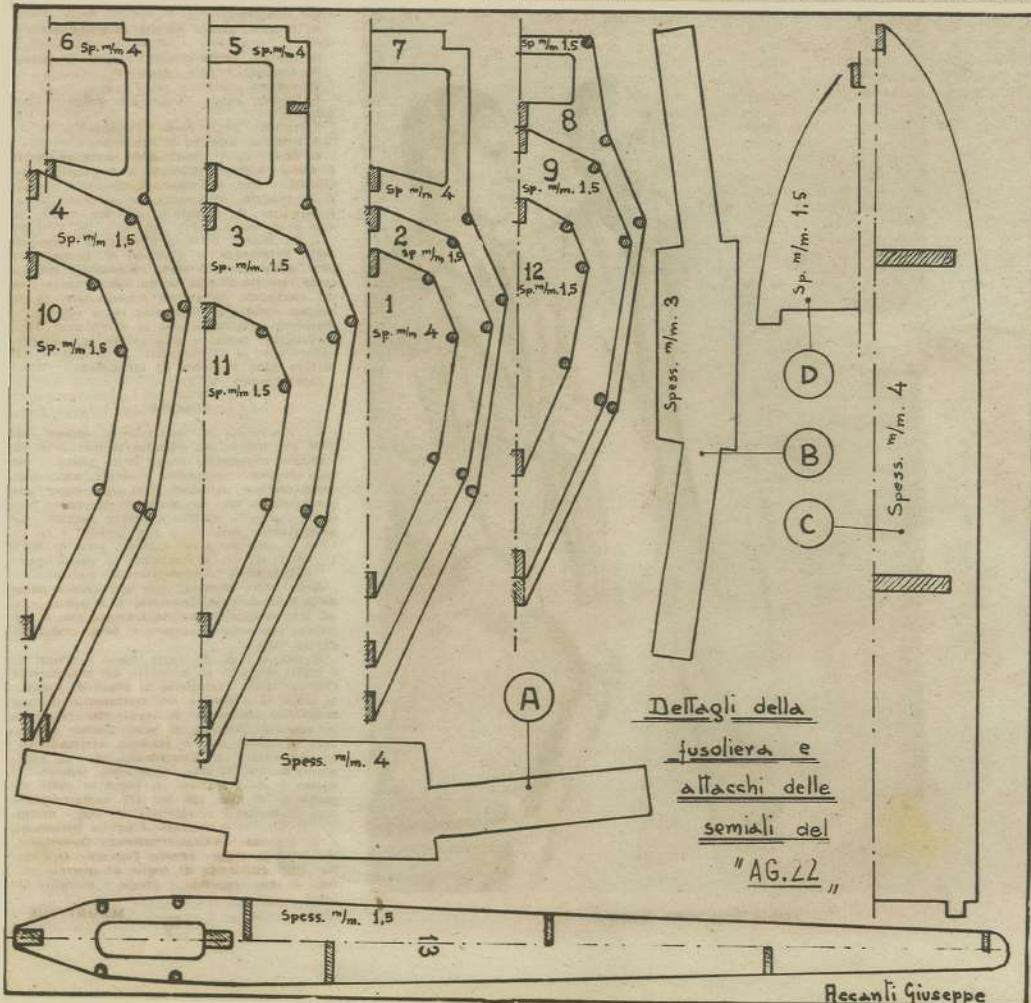 6 Sp. m/m 4
5 Sp. m/m 4
7
Sp m/m 1,5
8
9
Sp. m/m. 1,5
4
Sp. m/m 1,5
3
Sp. m/m. 1,5
Sp m/m 4
2
Sp m/m 1,5
12
Sp. m/m. 1,5
10
Sp. m/m 1,5
11
Sp. m/m 1,5
1
Sp. m/m 4
Spess. m/m. 3
Sp. m/m. 1,5
D
B
Spess. m/m. 4
C
A
Spess. m/m. 4
Dettagli della
fusoliera e
attacchi delle
semiali del
"AG.22"
Spess. m/m. 1,5
13
Accanti Giuseppe